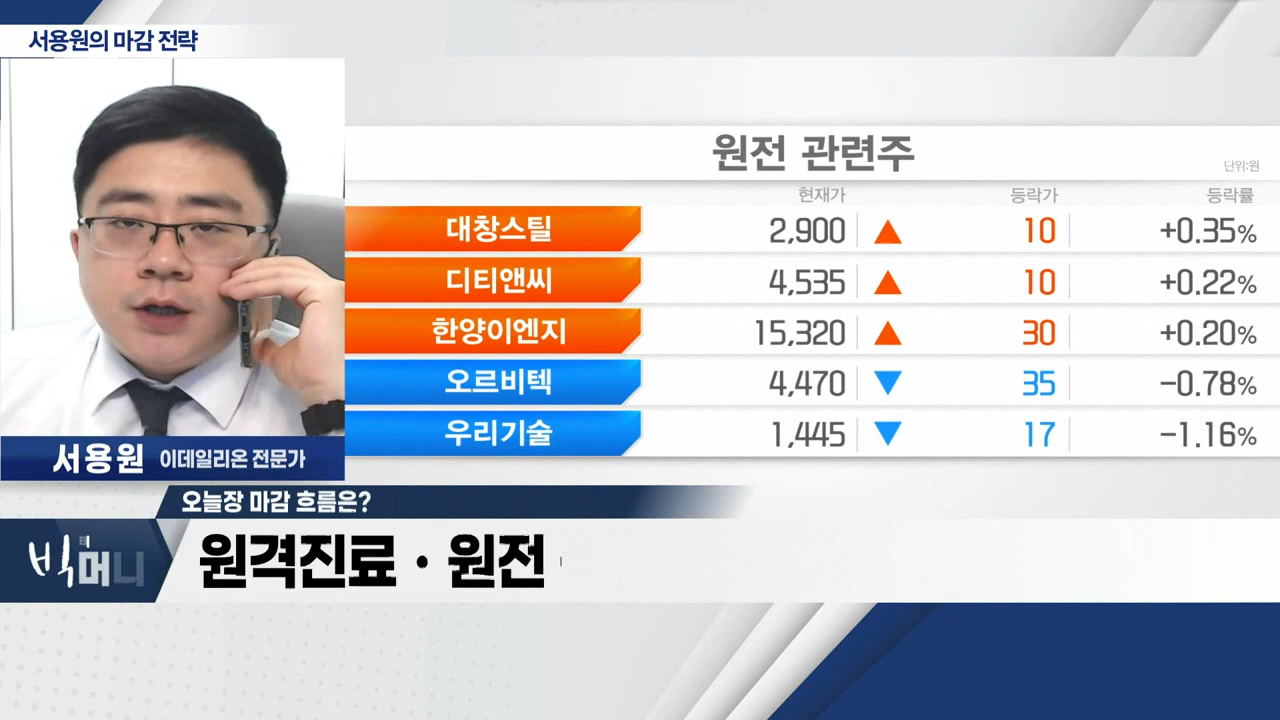 서용원의 마감 전략
원전 관련주
단위:원
현재가 등락가 등락률
대창스틸 2,900 ▲ 10 +0.35%
디티앤씨 4,535 ▲ 10 +0.22%
한양이엔지 15,320 ▲ 30 +0.20%
오르비텍 4,470 ▼ 35 -0.78%
우리기술 1,445 ▼ 17 -1.16%
서용원 이데일리온 전문가
오늘장 마감 흐름은?
빅머니
원격진료 · 원전